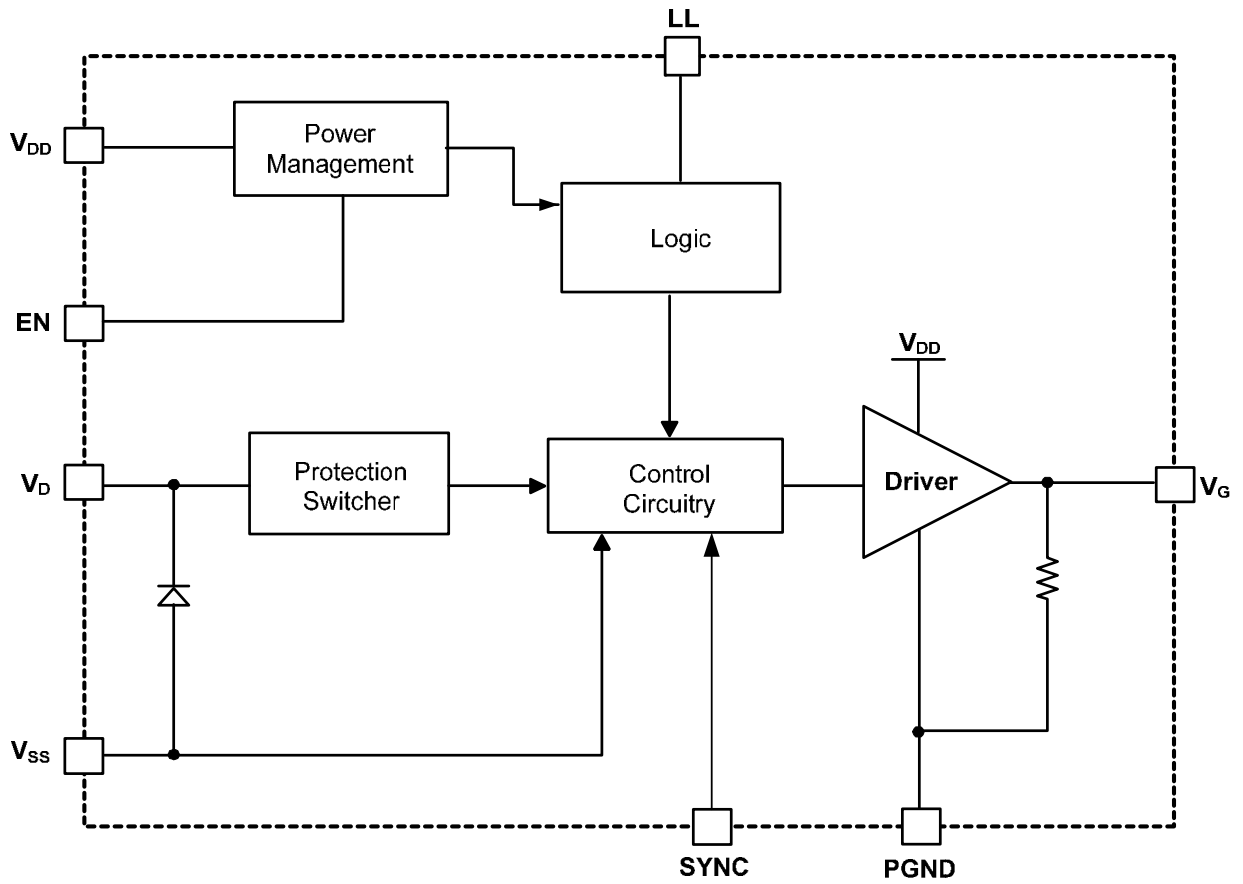 LL
VDD
Power
Management
Logic
EN
VDD
VD
Protection
Switcher
Control
Circuitry
Driver
VG
VSS
SYNC
PGND